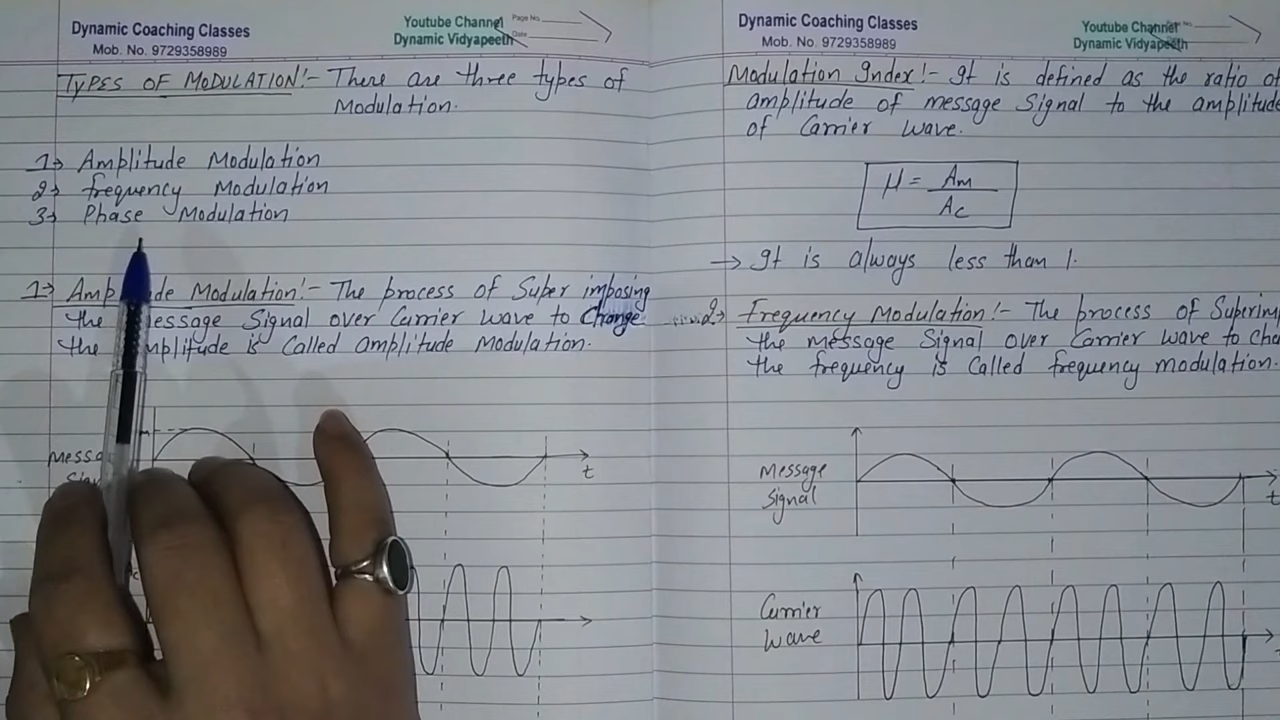 Dynamic Coaching Classes
Mob. No. 9729358989
Youtube Channel
Dynamic Vidyapeeth
Page No.
Date
TYPES OF MODULATION!- There are three types of
Modulation.
1→ Amplitude Modulation
2→ frequency Modulation
3→ Phase Modulation
1→ Amp de Modulation!- The process of Super imposing
the essage Signal over Carrier wave to Change
the mplitude is Called amplitude Modulation.
Mess
t
Dynamic Coaching Classes
Mob. No. 9729358989
Youtube Channel
Dynamic Vidyapeeth
Modulation Index!- It is defined as the ratio of
amplitude of message Signal to the amplitude
of Carrier wave.
μ = Am
Ac
→ It is always less than 1.
2→ Frequency Modulation!- The process of Superim
the message Signal over Carrier wave to cha
the frequency is Called frequency modulation.
Message
Signal
t
Carrier
wave